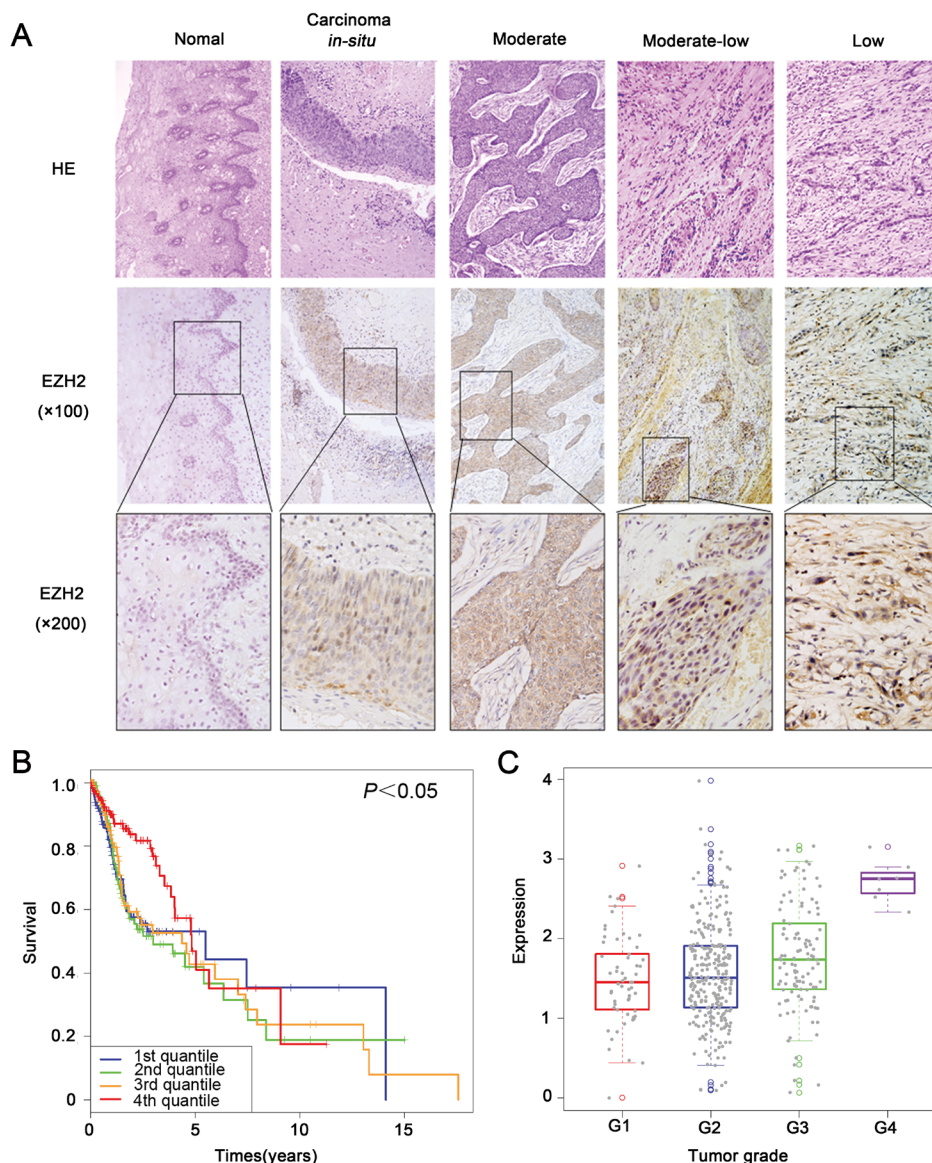 A
Nomal
Carcinoma
in-situ
Moderate
Moderate-low
Low
HE
EZH2
(×100)
EZH2
(×200)
B
P<0.05
1.0
0.8
0.6
0.4
0.2
0
Survival
1st quantile
2nd quantile
3rd quantile
4th quantile
0
5
10
15
Times(years)
C
4
3
2
1
0
Expression
G1
G2
G3
G4
Tumor grade